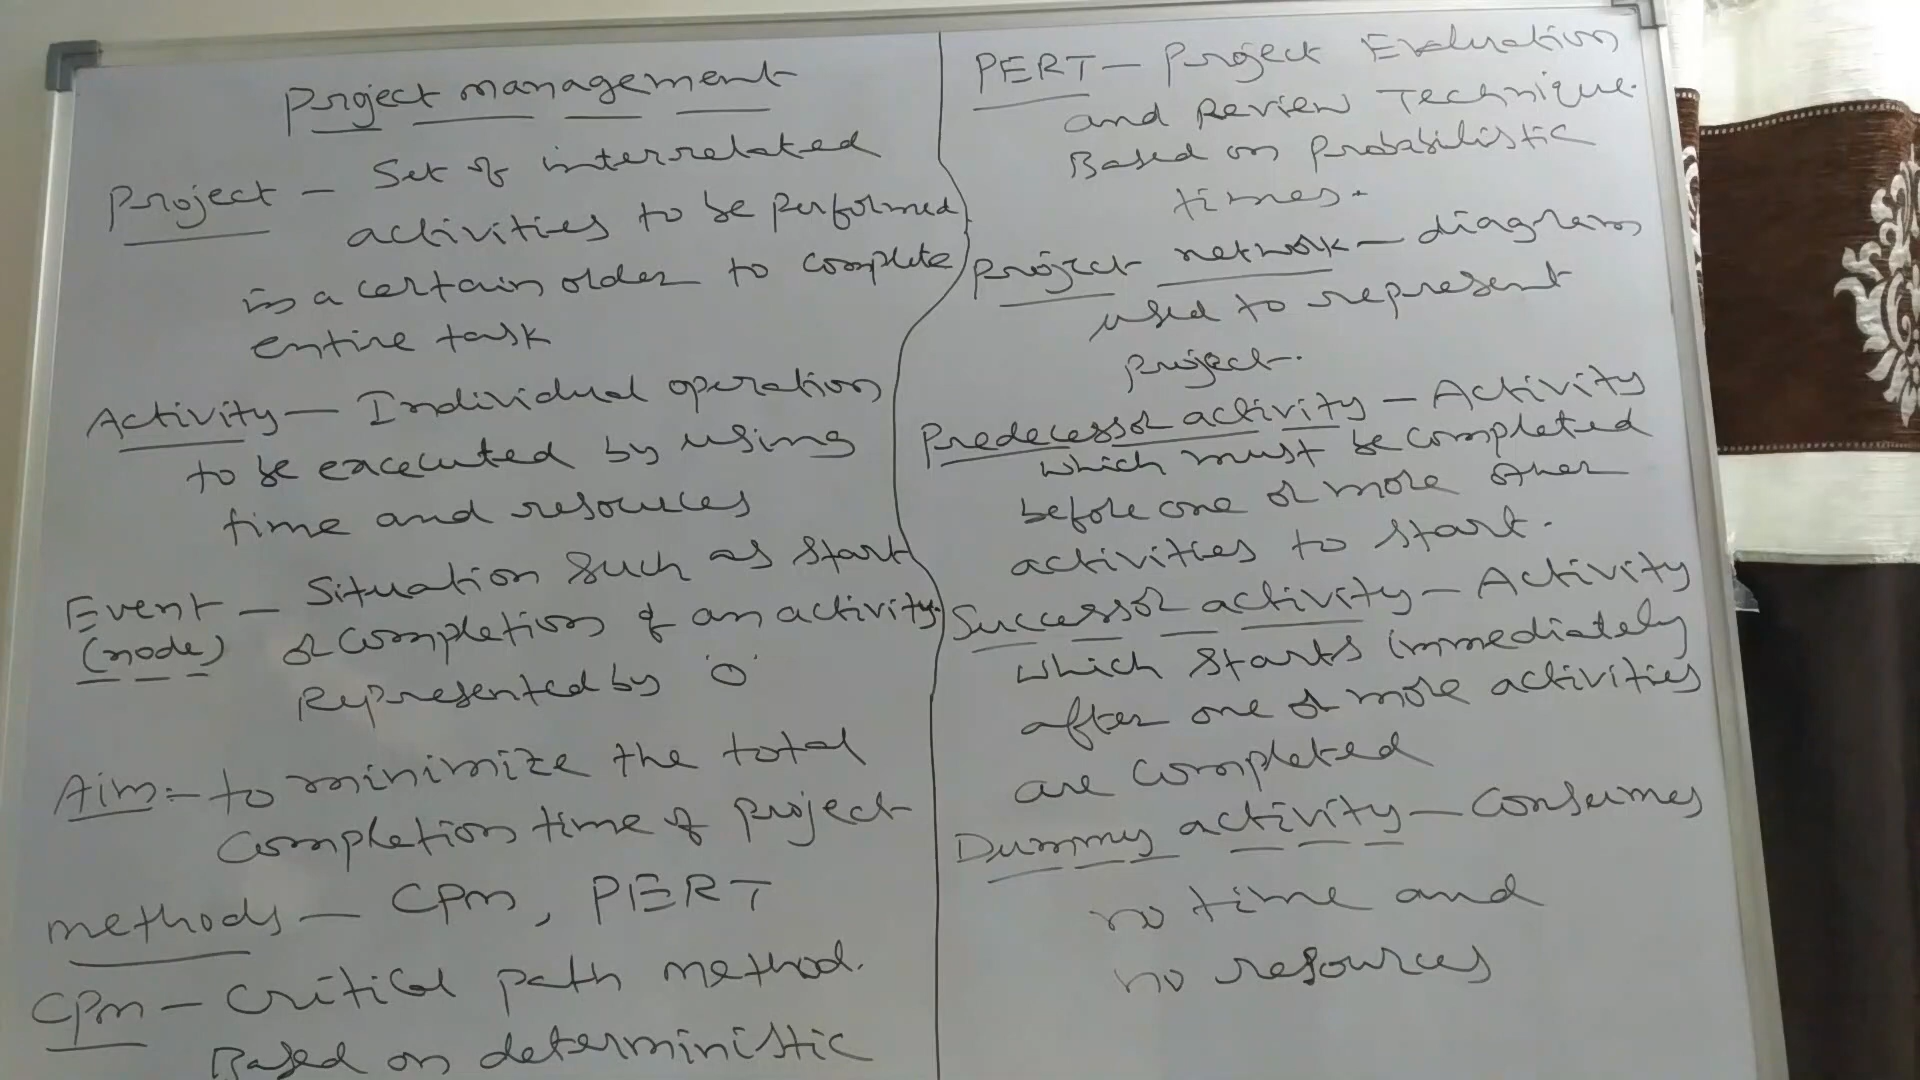 Project management
Project - Set of interrelated
activities to be performed
in a certain order to complete
entire task
Activity - Individual operation
to be excecuted by using
time and resources
Event - Situation such as start
(node) or completion of an activity.
Represented by 'O'
Aim:- to minimize the total
completion time of project
methods - CPM, PERT
CPM - Critical path method.
Based on deterministic
PERT - Project Evaluation
and Review Technique.
Based on probabilistic
times.
Project network - diagram
used to represent
project.
Predecessor activity - Activity
which must be completed
before one or more other
activities to start.
Successor activity - Activity
which starts immediately
after one or more activities
are completed
Dummy activity - Consumes
no time and
no resources